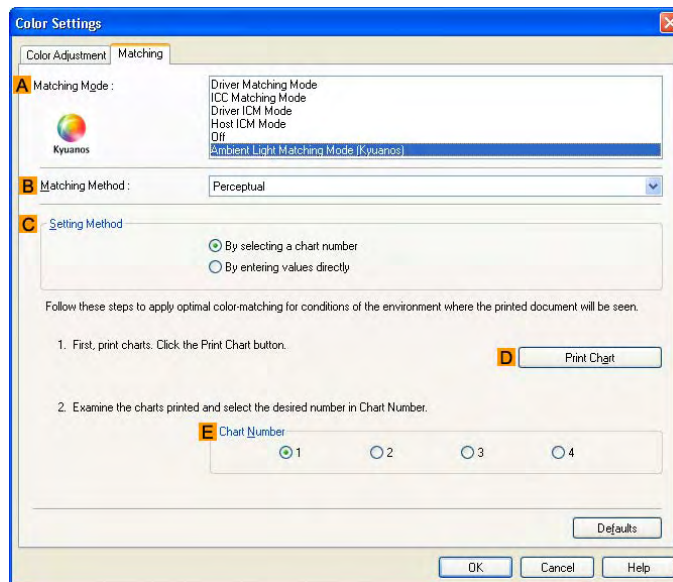 Color Settings
Color Adjustment Matching
A Matching Mode :
Driver Matching Mode
ICC Matching Mode
Driver ICM Mode
Host ICM Mode
Off
Ambient Light Matching Mode (Kyuanos)
Kyuanos
B Matching Method : Perceptual
C Setting Method
By selecting a chart number
By entering values directly
Follow these steps to apply optimal color-matching for conditions of the environment where the printed document will be seen.
1. First, print charts. Click the Print Chart button.
D Print Chart
2. Examine the charts printed and select the desired number in Chart Number.
E Chart Number
1 2 3 4
Defaults
OK Cancel Help